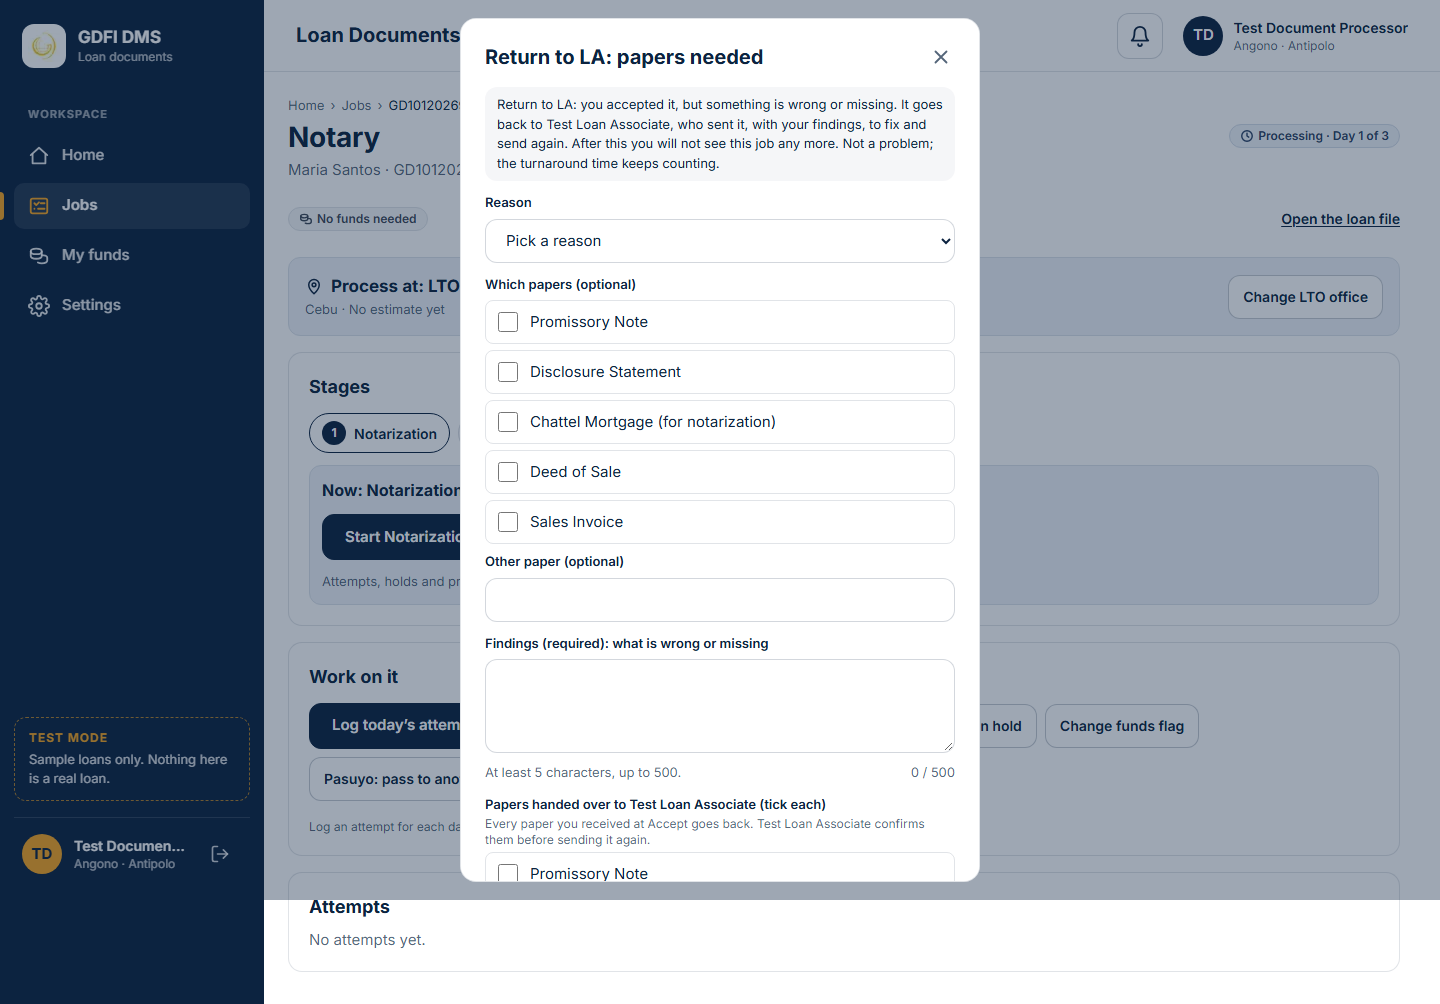 GDFI DMS
Loan documents
WORKSPACE
Home
Jobs
My funds
Settings
TEST MODE
Sample loans only. Nothing here
is a real loan.
TD
Test Documen...
Angono · Antipolo
Loan Documents
TD
Test Document Processor
Angono · Antipolo
Home › Jobs › GD1012026
Notary
Processing · Day 1 of 3
Maria Santos · GD10120
No funds needed
Open the loan file
Process at: LTO
Cebu · No estimate yet
Change LTO office
Stages
1 Notarization
Now: Notarization
Start Notarizatio
Attempts, holds and pr
Work on it
Log today's attem
n hold
Change funds flag
Pasuyo: pass to ano
Log an attempt for each da
Attempts
No attempts yet.
Return to LA: papers needed
Return to LA: you accepted it, but something is wrong or missing. It goes
back to Test Loan Associate, who sent it, with your findings, to fix and
send again. After this you will not see this job any more. Not a problem;
the turnaround time keeps counting.
Reason
Pick a reason
Which papers (optional)
Promissory Note
Disclosure Statement
Chattel Mortgage (for notarization)
Deed of Sale
Sales Invoice
Other paper (optional)
Findings (required): what is wrong or missing
At least 5 characters, up to 500.
0 / 500
Papers handed over to Test Loan Associate (tick each)
Every paper you received at Accept goes back. Test Loan Associate confirms
them before sending it again.
Promissory Note